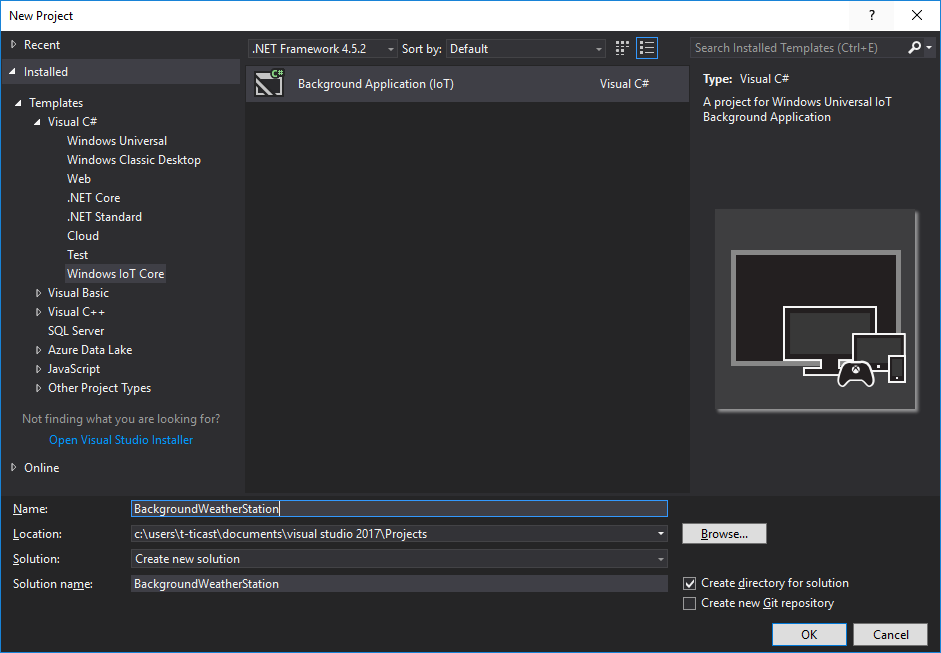 New Project
Recent
.NET Framework 4.5.2 Sort by: Default
Search Installed Templates (Ctrl+E)
Installed
Templates
Visual C#
Windows Universal
Windows Classic Desktop
Web
.NET Core
.NET Standard
Cloud
Test
Windows IoT Core
Visual Basic
Visual C++
SQL Server
Azure Data Lake
JavaScript
Other Project Types
Not finding what you are looking for?
Open Visual Studio Installer
Online
C# Background Application (IoT) Visual C#
Type: Visual C#
A project for Windows Universal IoT
Background Application
Name: BackgroundWeatherStation
Location: c:\users\t-ticast\documents\visual studio 2017\Projects Browse...
Solution: Create new solution
Solution name: BackgroundWeatherStation
Create directory for solution
Create new Git repository
OK Cancel